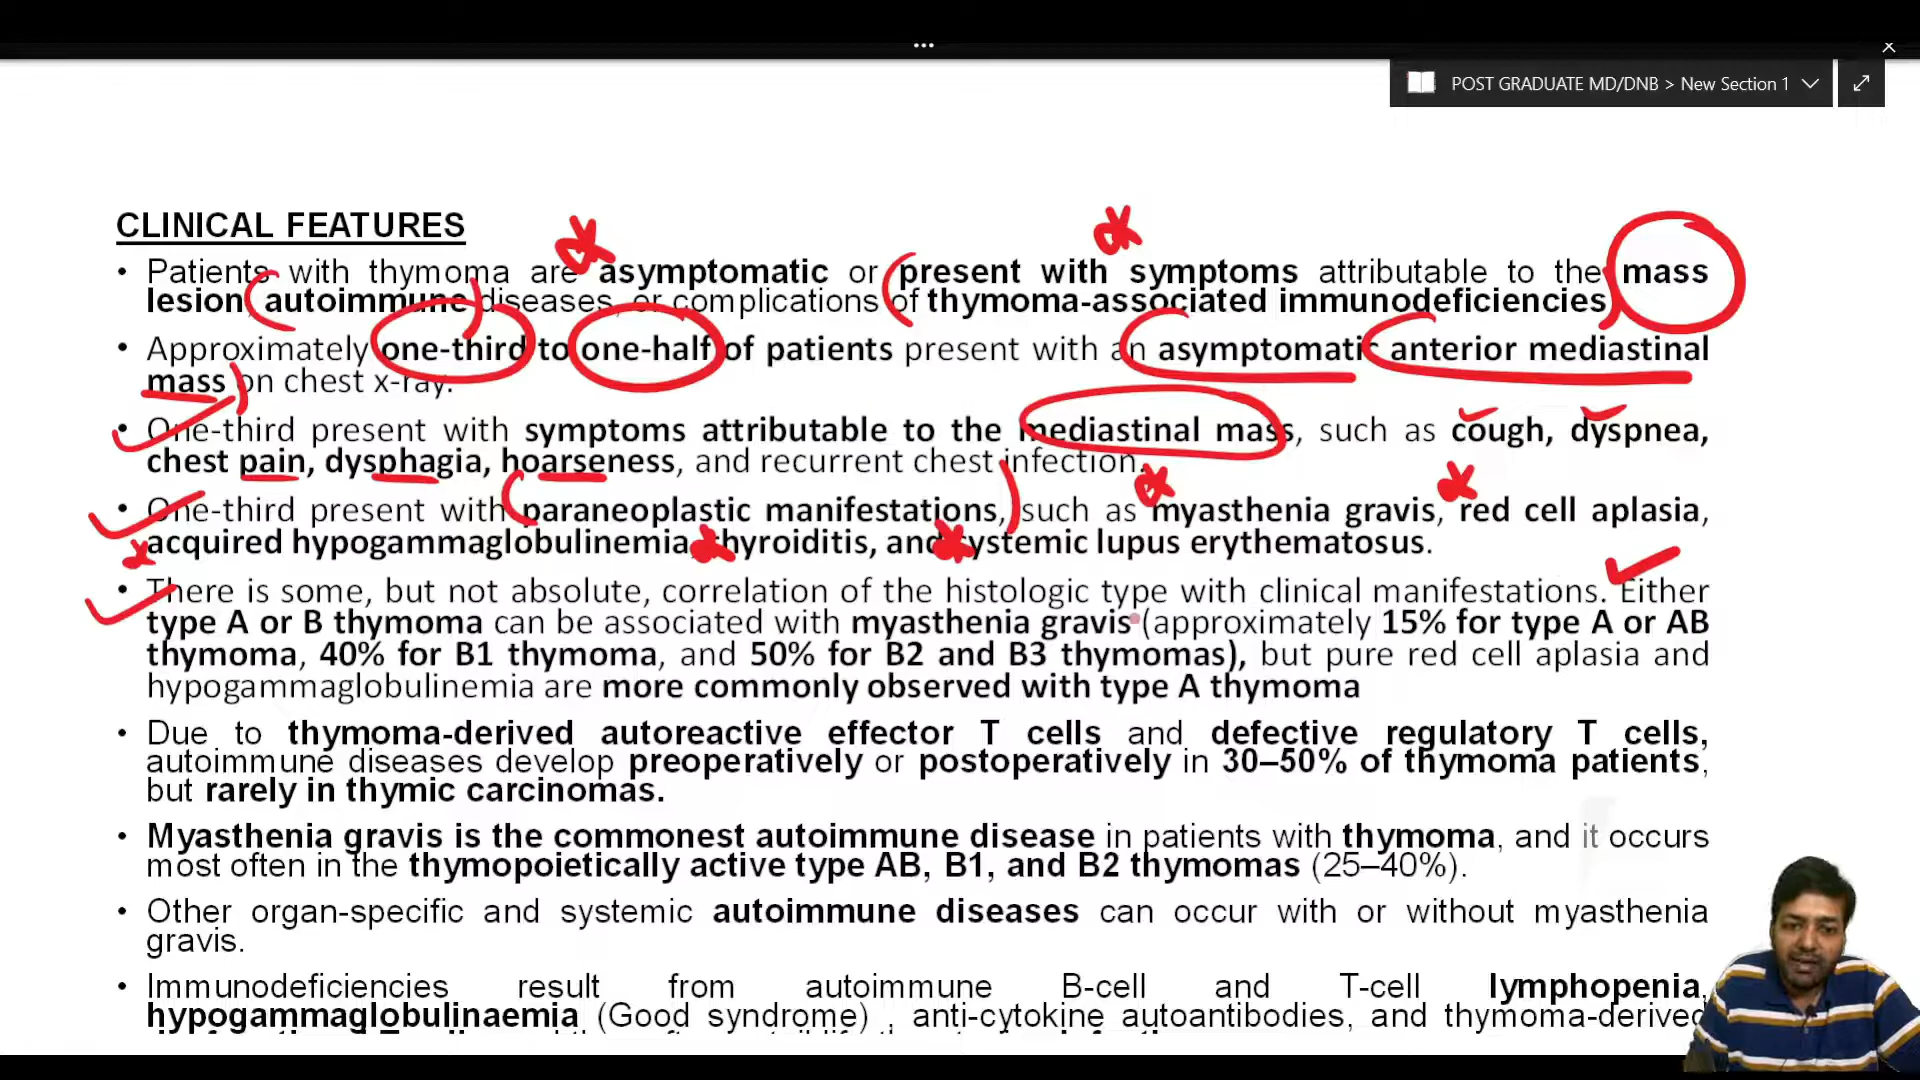 POST GRADUATE MD/DNB > New Section 1
CLINICAL FEATURES
• Patients with thymoma are asymptomatic or present with symptoms attributable to the mass
lesion, autoimmune diseases, or complications of thymoma-associated immunodeficiencies
• Approximately one-third to one-half of patients present with an asymptomatic anterior mediastinal
mass on chest x-ray.
• One-third present with symptoms attributable to the mediastinal mass, such as cough, dyspnea,
chest pain, dysphagia, hoarseness, and recurrent chest infection.
• One-third present with paraneoplastic manifestations, such as myasthenia gravis, red cell aplasia,
acquired hypogammaglobulinemia, thyroiditis, and systemic lupus erythematosus.
• There is some, but not absolute, correlation of the histologic type with clinical manifestations. Either
type A or B thymoma can be associated with myasthenia gravis (approximately 15% for type A or AB
thymoma, 40% for B1 thymoma, and 50% for B2 and B3 thymomas), but pure red cell aplasia and
hypogammaglobulinemia are more commonly observed with type A thymoma
• Due to thymoma-derived autoreactive effector T cells and defective regulatory T cells,
autoimmune diseases develop preoperatively or postoperatively in 30–50% of thymoma patients,
but rarely in thymic carcinomas.
• Myasthenia gravis is the commonest autoimmune disease in patients with thymoma, and it occurs
most often in the thymopoietically active type AB, B1, and B2 thymomas (25–40%).
• Other organ-specific and systemic autoimmune diseases can occur with or without myasthenia
gravis.
• Immunodeficiencies result from autoimmune B-cell and T-cell lymphopenia,
hypogammaglobulinaemia (Good syndrome) , anti-cytokine autoantibodies, and thymoma-derived